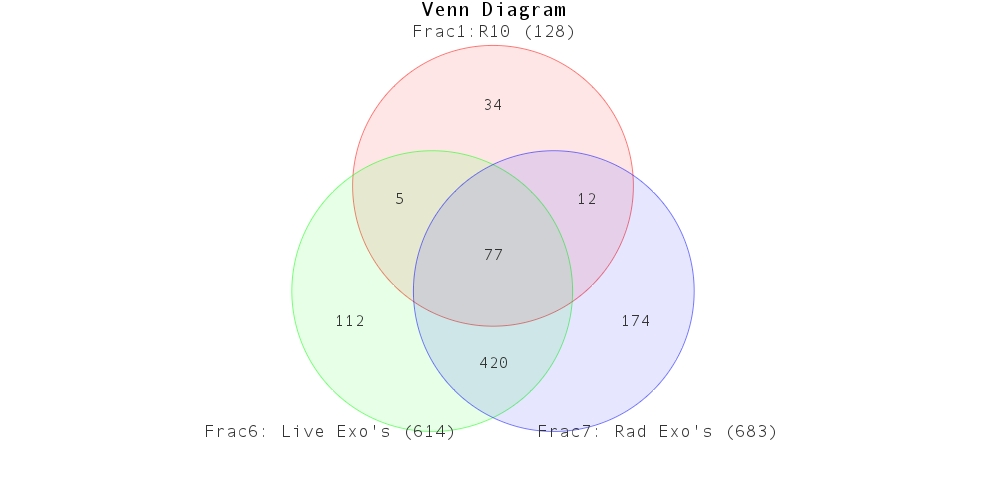 Venn Diagram
Frac1:R10 (128)
34
5
12
77
112
174
420
Frac6: Live Exo's (614)
Frac7: Rad Exo's (683)